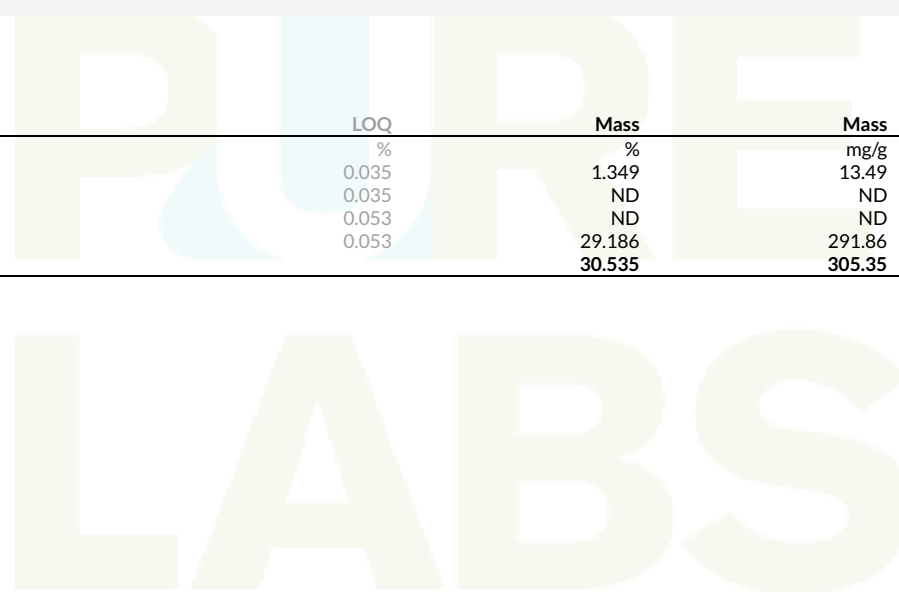 PURE
LOQ Mass Mass
% % mg/g
0.035 1.349 13.49
0.035 ND ND
0.053 ND ND
0.053 29.186 291.86
30.535 305.35
LABS